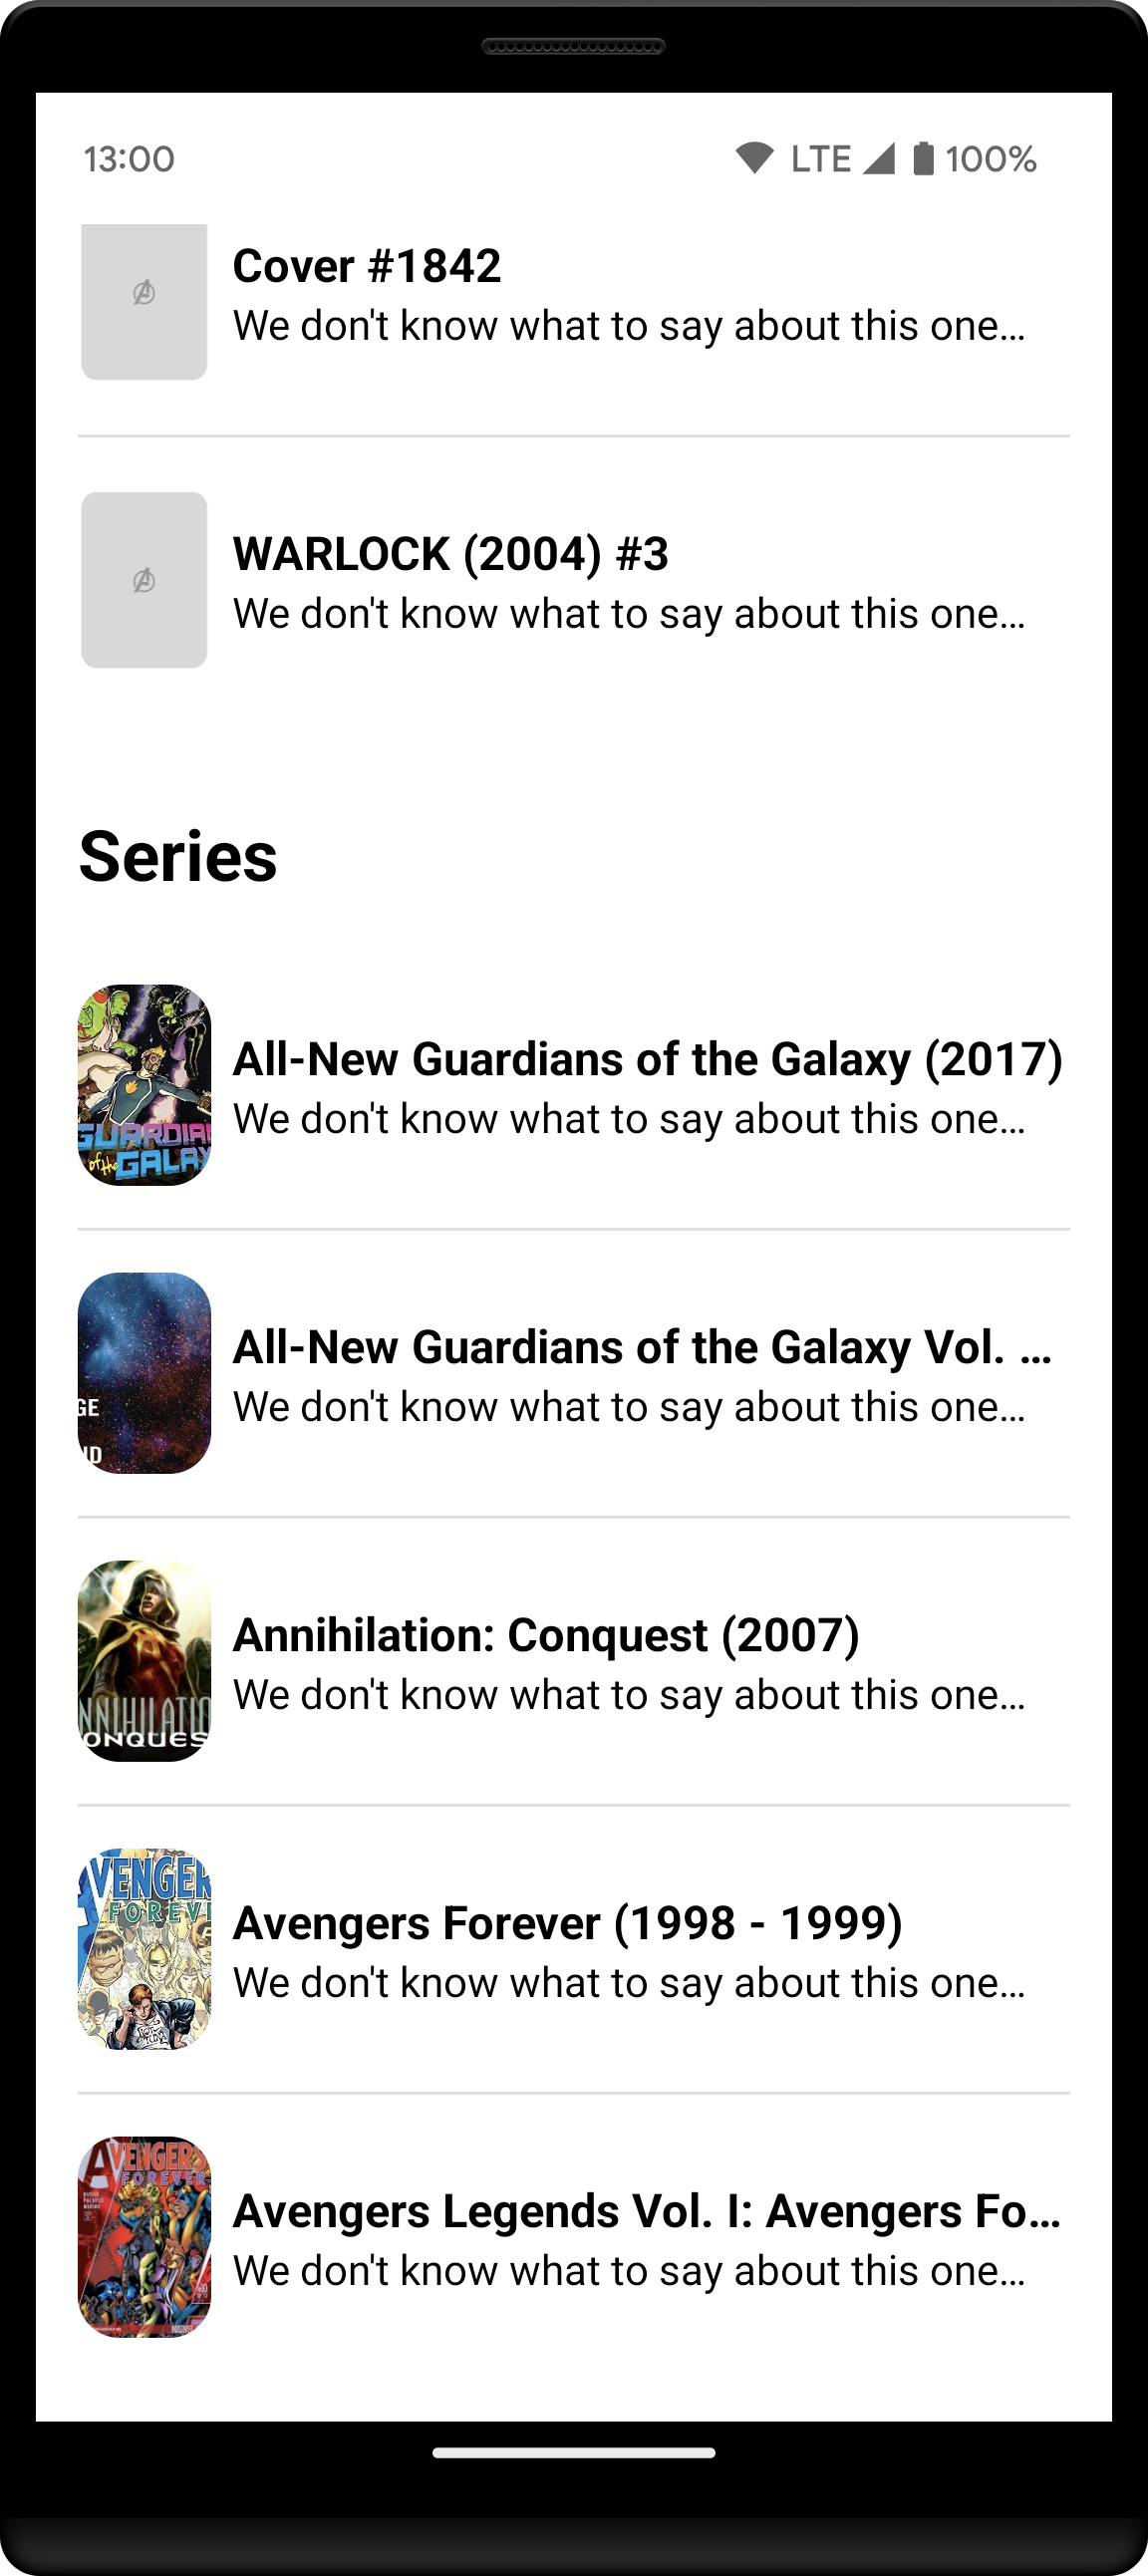 13:00 LTE 100%
Cover #1842
We don't know what to say about this one...
WARLOCK (2004) #3
We don't know what to say about this one...
Series
GUARDIA
of the GALAX
All-New Guardians of the Galaxy (2017)
We don't know what to say about this one...
All-New Guardians of the Galaxy Vol. ...
We don't know what to say about this one...
GE
ND
NNIHILATIO
ONQUES
Annihilation: Conquest (2007)
We don't know what to say about this one...
VENGER
FOREVE
Avengers Forever (1998 - 1999)
We don't know what to say about this one...
AVENGERS
FOREVER
Avengers Legends Vol. I: Avengers Fo...
We don't know what to say about this one...